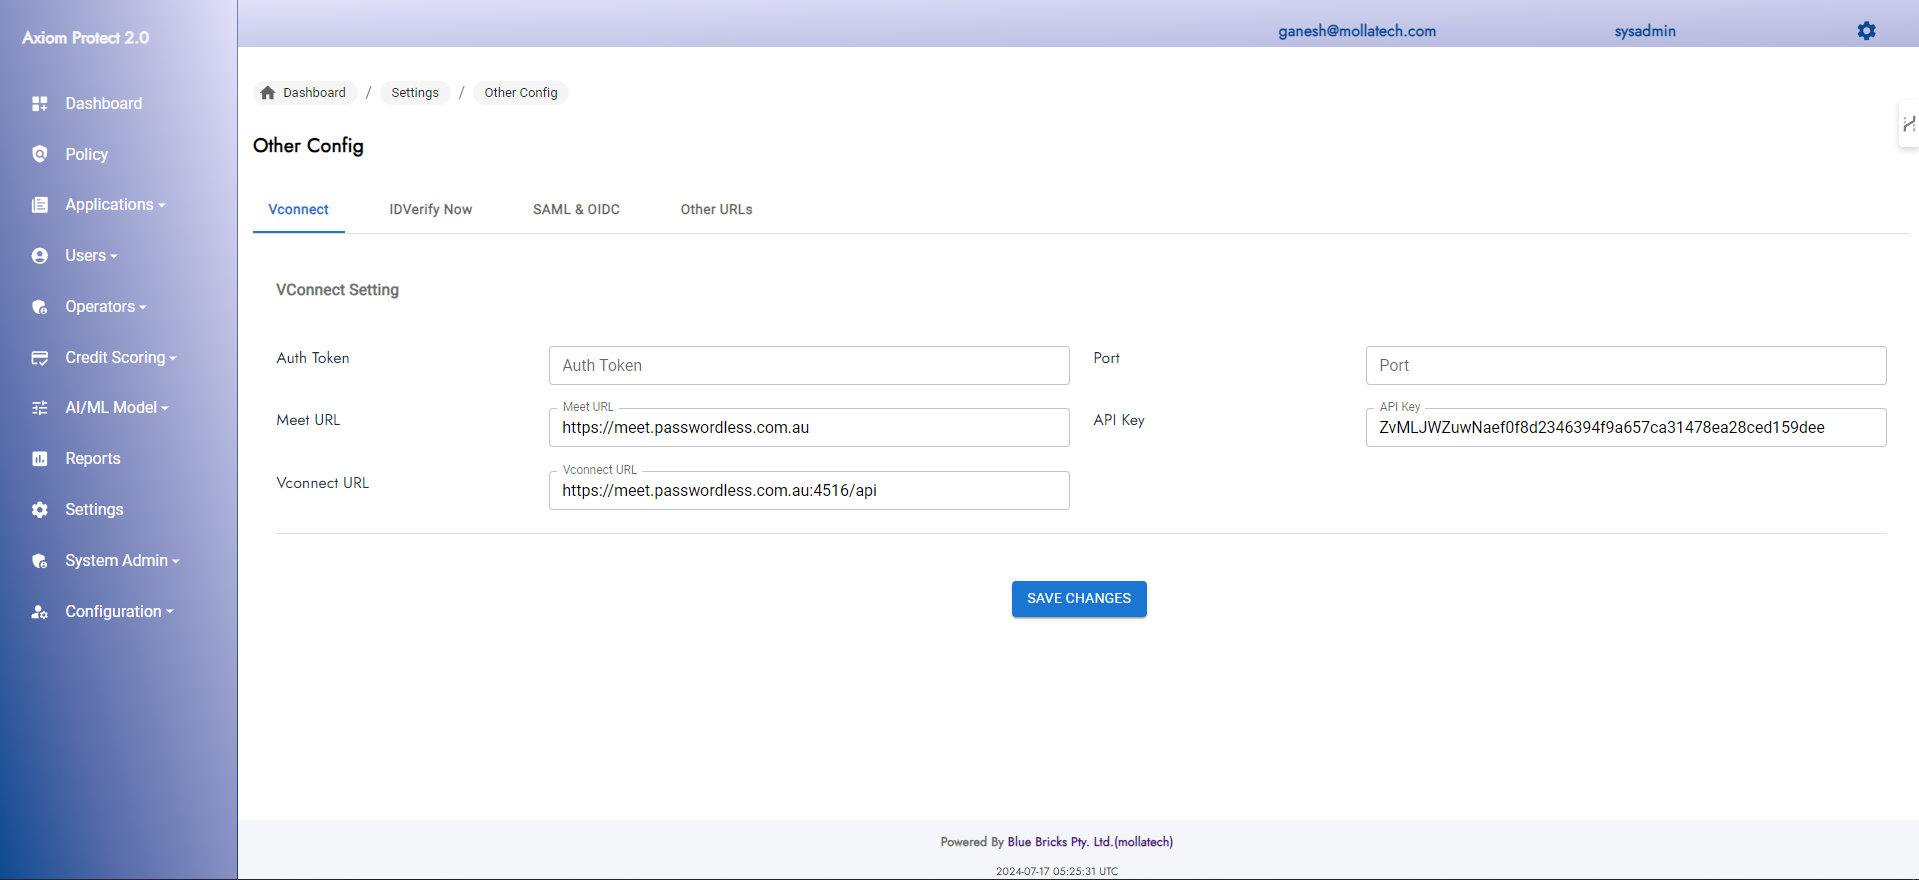 Axiom Protect 2.0
ganesh@mollatech.com
sysadmin
Dashboard
Policy
Applications
Users
Operators
Credit Scoring
AI/ML Model
Reports
Settings
System Admin
Configuration
Dashboard / Settings / Other Config
Other Config
Vconnect
IDVerify Now
SAML & OIDC
Other URLs
VConnect Setting
Auth Token
Auth Token
Port
Port
Meet URL
Meet URL
https://meet.passwordless.com.au
API Key
API Key
ZvMLJWZuwNaef0f8d2346394f9a657ca31478ea28ced159dee
Vconnect URL
Vconnect URL
https://meet.passwordless.com.au:4516/api
SAVE CHANGES
Powered By Blue Bricks Pty. Ltd.(mollatech)
2024-07-17 05:25:31 UTC